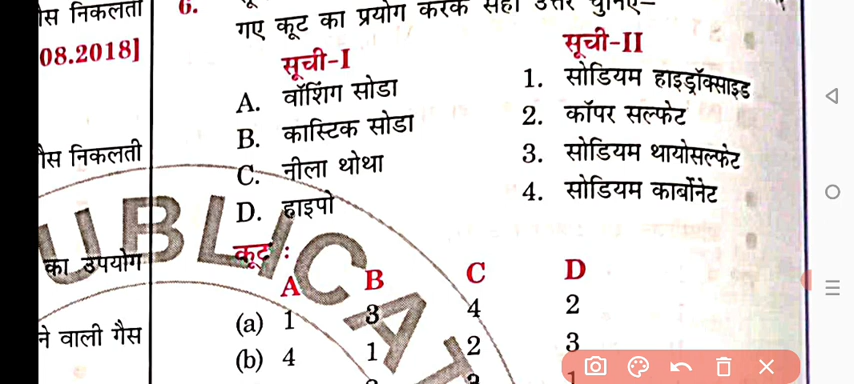 गैस निकलती
08.2018]
गैस निकलती
का उपयोग
ने वाली गैस
6.
गए कूट का प्रयोग करके सही उत्तर चुनिए–
सूची-I
सूची-II
A. वॉशिंग सोडा
1. सोडियम हाइड्रॉक्साइड
B. कास्टिक सोडा
2. कॉपर सल्फेट
C. नीला थोथा
3. सोडियम थायोसल्फेट
D. हाइपो
4. सोडियम कार्बोनेट
कूट :
A B C D
(a) 1 3 4 2
(b) 4 1 2 3
UBLICAT